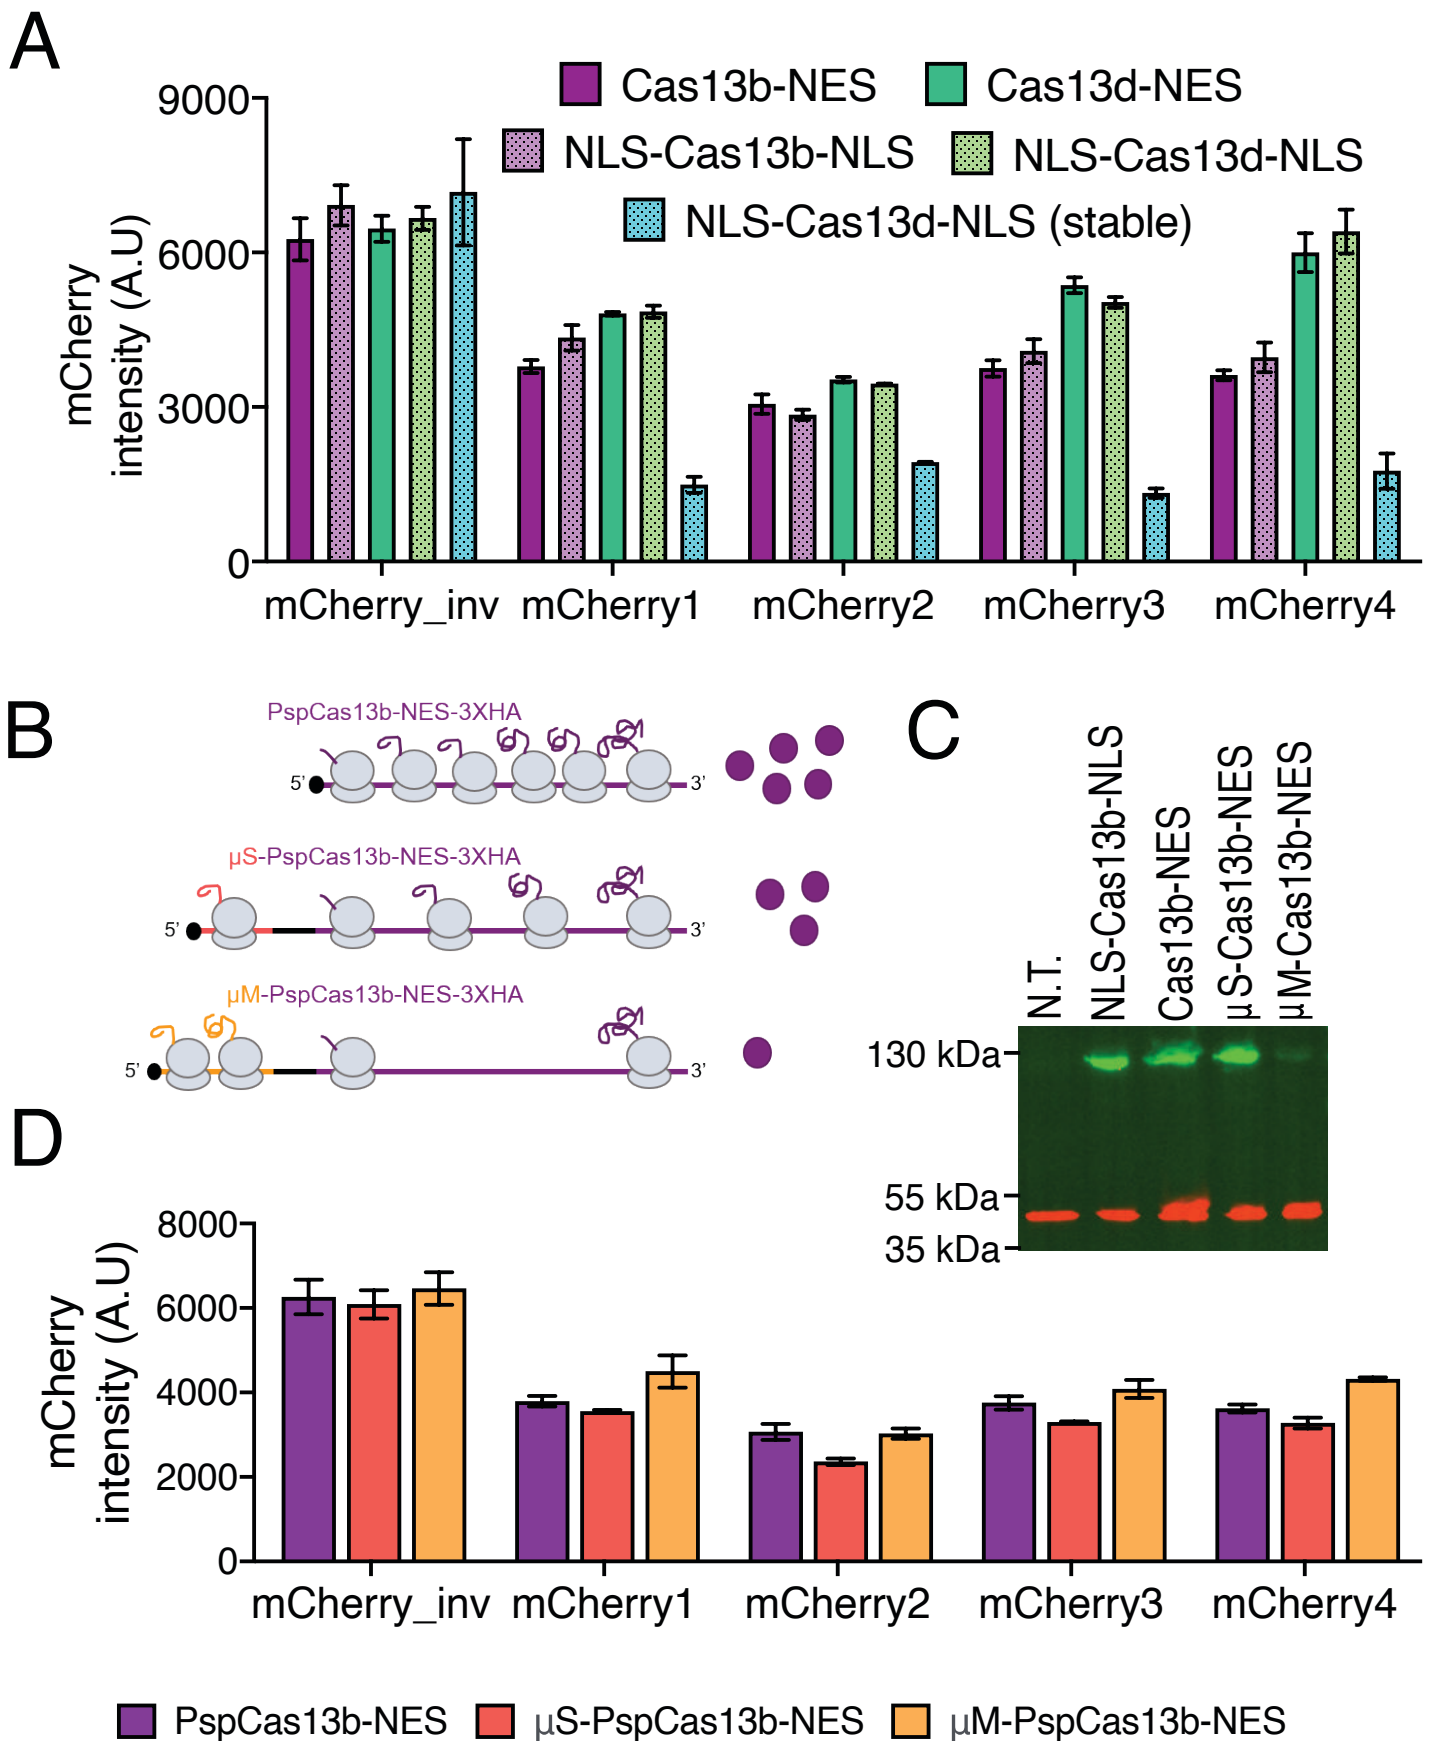 A
Cas13b-NES
Cas13d-NES
NLS-Cas13b-NLS
NLS-Cas13d-NLS
NLS-Cas13d-NLS (stable)
mCherry
intensity (A.U)
9000
6000
3000
0
mCherry_inv
mCherry1
mCherry2
mCherry3
mCherry4
B
PspCas13b-NES-3XHA
5’
3’
µS-PspCas13b-NES-3XHA
5’
3’
µM-PspCas13b-NES-3XHA
5’
3’
C
N.T.
NLS-Cas13b-NLS
Cas13b-NES
µS-Cas13b-NES
µM-Cas13b-NES
130 kDa
55 kDa
35 kDa
D
mCherry
intensity (A.U)
8000
6000
4000
2000
0
mCherry_inv
mCherry1
mCherry2
mCherry3
mCherry4
PspCas13b-NES
µS-PspCas13b-NES
µM-PspCas13b-NES